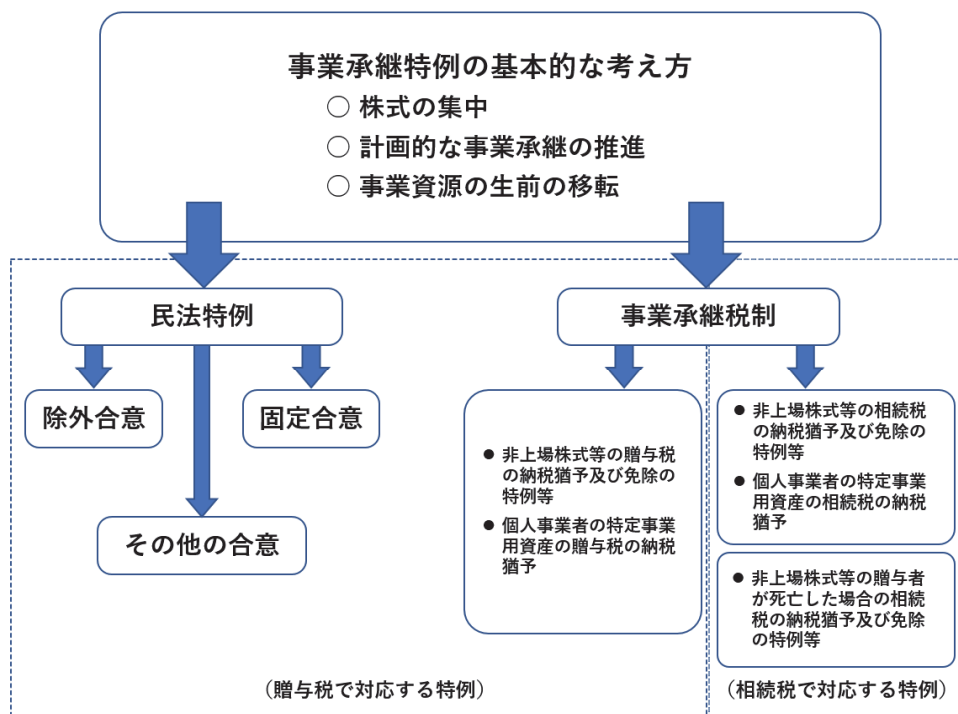 事業承継特例の基本的な考え方
○ 株式の集中
○ 計画的な事業承継の推進
○ 事業資源の生前の移転
民法特例
事業承継税制
除外合意
固定合意
その他の合意
● 非上場株式等の贈与税
の納税猶予及び免除の
特例等
● 個人事業者の特定事業
用資産の贈与税の納税
猶予
● 非上場株式等の相続税
の納税猶予及び免除の
特例等
● 個人事業者の特定事業
用資産の相続税の納税
猶予
● 非上場株式等の贈与者
が死亡した場合の相続
税の納税猶予及び免除
の特例等
（贈与税で対応する特例）
（相続税で対応する特例）